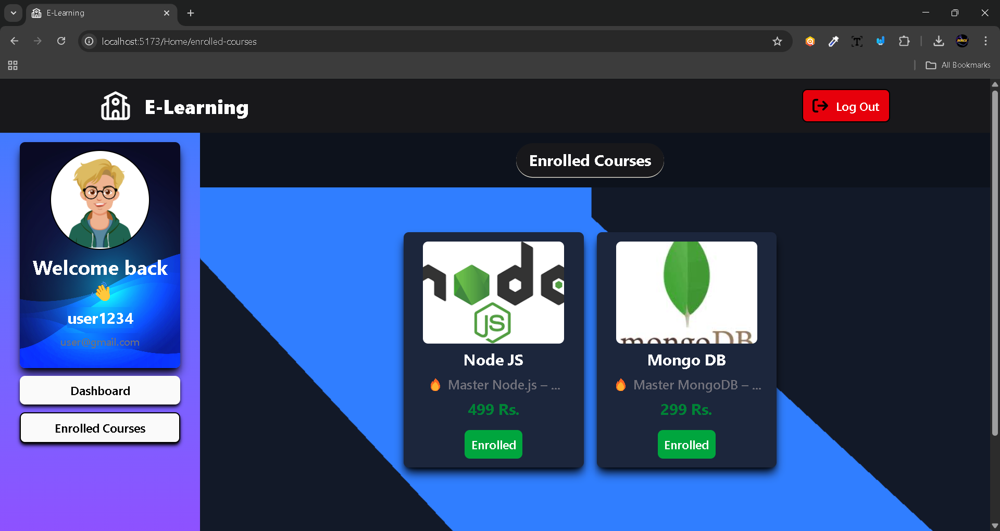 E-Learning
localhost:5173/Home/enrolled-courses
All Bookmarks
E-Learning
Log Out
Enrolled Courses
Welcome back
👋
user1234
user@gmail.com
Dashboard
Enrolled Courses
node
JS
Node JS
🔥 Master Node.js – ...
499 Rs.
Enrolled
mongoDB
Mongo DB
🔥 Master MongoDB – ...
299 Rs.
Enrolled